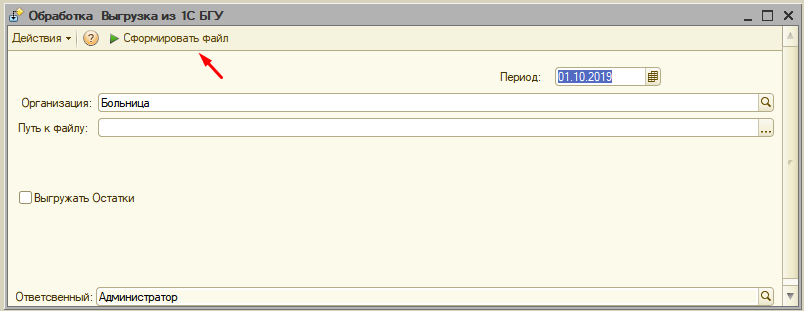 Обработка Выгрузка из 1С БГУ
Действия ? Сформировать файл
Период: 01.10.2019
Организация: Больница
Путь к файлу: ...
Выгружать Остатки
Ответсвенный: Администратор